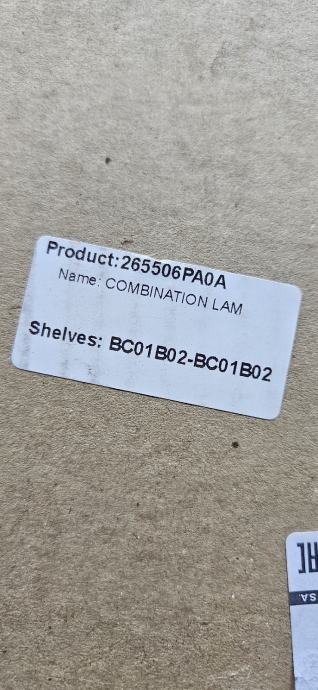 Product:265506PA0A
Name: COMBINATION LAM
Shelves: BC01B02-BC01B02